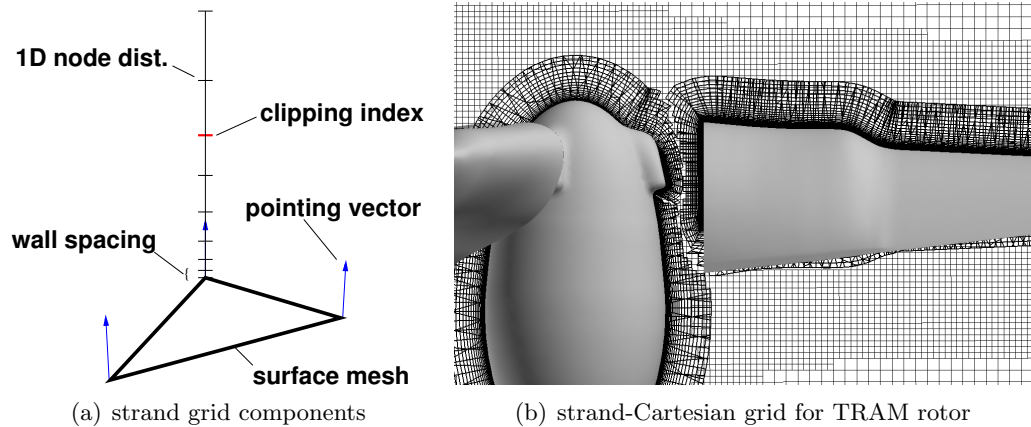 1D node dist.
clipping index
pointing vector
wall spacing
surface mesh
(a) strand grid components
(b) strand-Cartesian grid for TRAM rotor